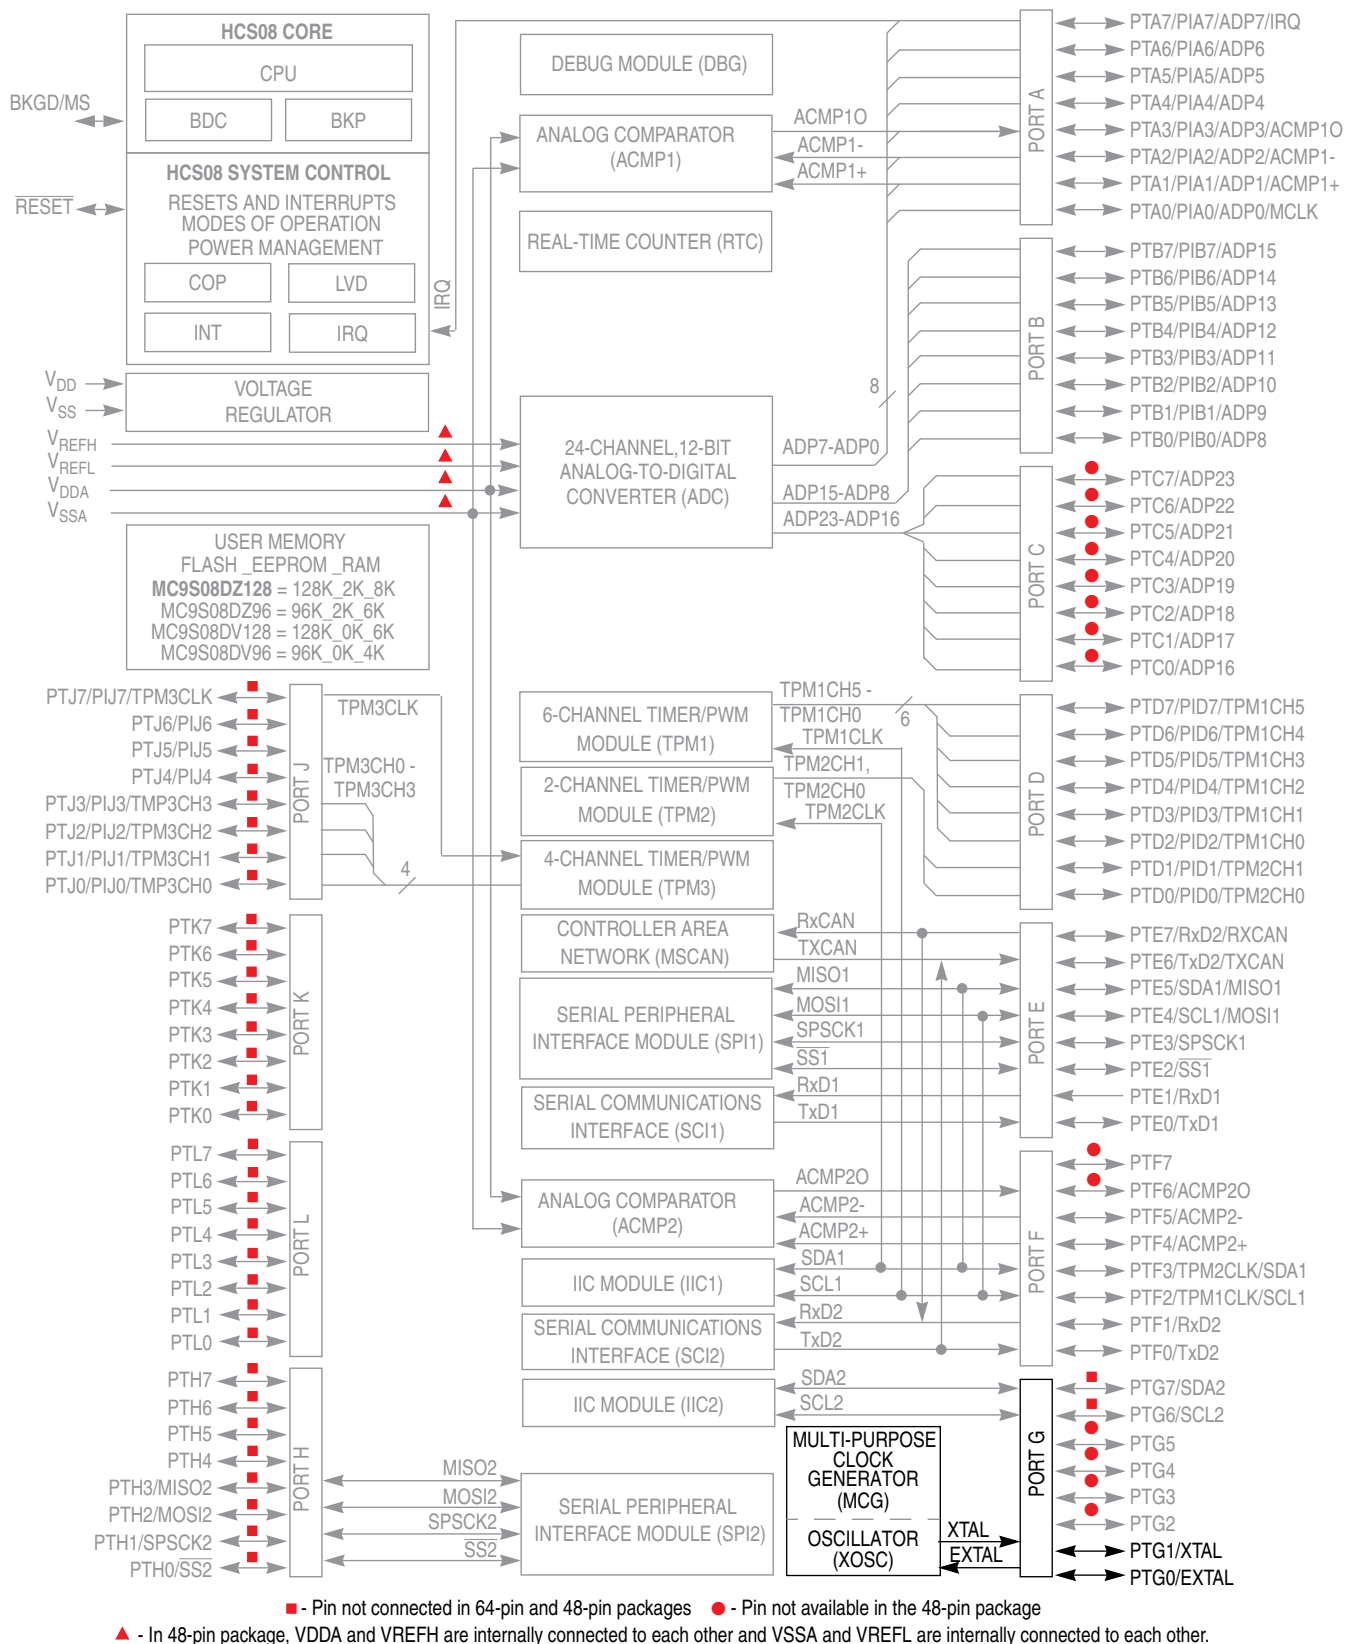 HCS08 CORE
CPU
BDC
BKP
BKGD/MS
HCS08 SYSTEM CONTROL
RESETS AND INTERRUPTS
MODES OF OPERATION
POWER MANAGEMENT
COP
LVD
INT
IRQ
RESET
IRQ
VOLTAGE
REGULATOR
VDD
VSS
VREFH
VREFL
VDDA
VSSA
USER MEMORY
FLASH _EEPROM _RAM
MC9S08DZ128 = 128K_2K_8K
MC9S08DZ96 = 96K_2K_6K
MC9S08DV128 = 128K_0K_6K
MC9S08DV96 = 96K_0K_4K
DEBUG MODULE (DBG)
ANALOG COMPARATOR
(ACMP1)
ACMP1O
ACMP1-
ACMP1+
REAL-TIME COUNTER (RTC)
24-CHANNEL,12-BIT
ANALOG-TO-DIGITAL
CONVERTER (ADC)
8
ADP7-ADP0
ADP15-ADP8
ADP23-ADP16
PORT A
PTA7/PIA7/ADP7/IRQ
PTA6/PIA6/ADP6
PTA5/PIA5/ADP5
PTA4/PIA4/ADP4
PTA3/PIA3/ADP3/ACMP1O
PTA2/PIA2/ADP2/ACMP1-
PTA1/PIA1/ADP1/ACMP1+
PTA0/PIA0/ADP0/MCLK
PORT B
PTB7/PIB7/ADP15
PTB6/PIB6/ADP14
PTB5/PIB5/ADP13
PTB4/PIB4/ADP12
PTB3/PIB3/ADP11
PTB2/PIB2/ADP10
PTB1/PIB1/ADP9
PTB0/PIB0/ADP8
PORT C
PTC7/ADP23
PTC6/ADP22
PTC5/ADP21
PTC4/ADP20
PTC3/ADP19
PTC2/ADP18
PTC1/ADP17
PTC0/ADP16
PTJ7/PIJ7/TPM3CLK
PTJ6/PIJ6
PTJ5/PIJ5
PTJ4/PIJ4
PTJ3/PIJ3/TMP3CH3
PTJ2/PIJ2/TPM3CH2
PTJ1/PIJ1/TPM3CH1
PTJ0/PIJ0/TMP3CH0
PORT J
TPM3CLK
TPM3CH0 -
TPM3CH3
4
6-CHANNEL TIMER/PWM
MODULE (TPM1)
TPM1CH5 -
TPM1CH0
6
TPM1CLK
2-CHANNEL TIMER/PWM
MODULE (TPM2)
TPM2CH1,
TPM2CH0
TPM2CLK
4-CHANNEL TIMER/PWM
MODULE (TPM3)
PORT D
PTD7/PID7/TPM1CH5
PTD6/PID6/TPM1CH4
PTD5/PID5/TPM1CH3
PTD4/PID4/TPM1CH2
PTD3/PID3/TPM1CH1
PTD2/PID2/TPM1CH0
PTD1/PID1/TPM2CH1
PTD0/PID0/TPM2CH0
PTK7
PTK6
PTK5
PTK4
PTK3
PTK2
PTK1
PTK0
PORT K
CONTROLLER AREA
NETWORK (MSCAN)
RxCAN
TXCAN
SERIAL PERIPHERAL
INTERFACE MODULE (SPI1)
MISO1
MOSI1
SPSCK1
SS1
SERIAL COMMUNICATIONS
INTERFACE (SCI1)
RxD1
TxD1
PORT E
PTE7/RxD2/RXCAN
PTE6/TxD2/TXCAN
PTE5/SDA1/MISO1
PTE4/SCL1/MOSI1
PTE3/SPSCK1
PTE2/SS1
PTE1/RxD1
PTE0/TxD1
PTL7
PTL6
PTL5
PTL4
PTL3
PTL2
PTL1
PTL0
PORT L
ANALOG COMPARATOR
(ACMP2)
ACMP2O
ACMP2-
ACMP2+
IIC MODULE (IIC1)
SDA1
SCL1
SERIAL COMMUNICATIONS
INTERFACE (SCI2)
RxD2
TxD2
PORT F
PTF7
PTF6/ACMP2O
PTF5/ACMP2-
PTF4/ACMP2+
PTF3/TPM2CLK/SDA1
PTF2/TPM1CLK/SCL1
PTF1/RxD2
PTF0/TxD2
PTH7
PTH6
PTH5
PTH4
PTH3/MISO2
PTH2/MOSI2
PTH1/SPSCK2
PTH0/SS2
PORT H
MISO2
MOSI2
SPSCK2
SS2
IIC MODULE (IIC2)
SDA2
SCL2
SERIAL PERIPHERAL
INTERFACE MODULE (SPI2)
MULTI-PURPOSE
CLOCK
GENERATOR
(MCG)
OSCILLATOR
(XOSC)
XTAL
EXTAL
PORT G
PTG7/SDA2
PTG6/SCL2
PTG5
PTG4
PTG3
PTG2
PTG1/XTAL
PTG0/EXTAL
- Pin not connected in 64-pin and 48-pin packages
- Pin not available in the 48-pin package
- In 48-pin package, VDDA and VREFH are internally connected to each other and VSSA and VREFL are internally connected to each other.